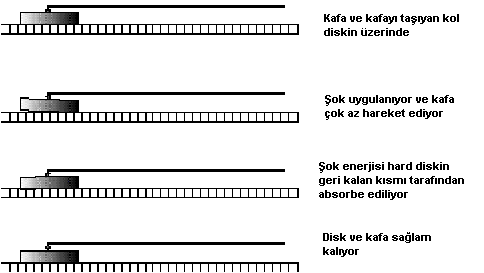 Kafa ve kafayı taşıyan kol
diskin üzerinde
Şok uygulanıyor ve kafa
çok az hareket ediyor
Şok enerjisi hard diskin
geri kalan kısmı tarafından
absorbe ediliyor
Disk ve kafa sağlam
kalıyor